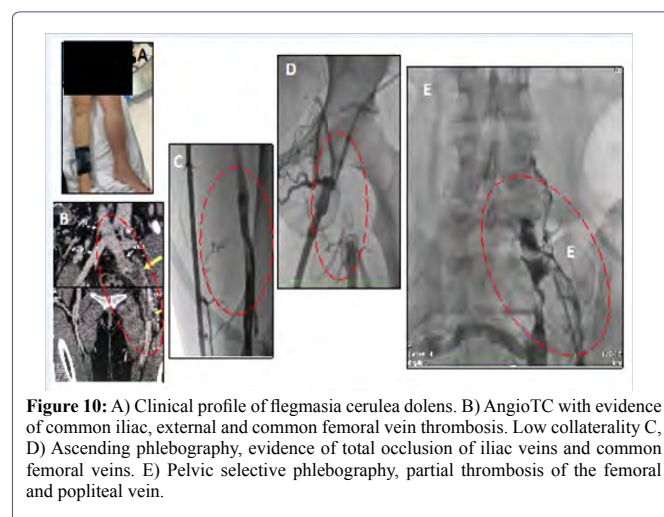 A
B
C
D
E
E
Figure 10: A) Clinical profile of flegmasia cerulea dolens. B) AngioTC with evidence
of common iliac, external and common femoral vein thrombosis. Low collaterality C,
D) Ascending phlebography, evidence of total occlusion of iliac veins and common
femoral veins. E) Pelvic selective phlebography, partial thrombosis of the femoral
and popliteal vein.